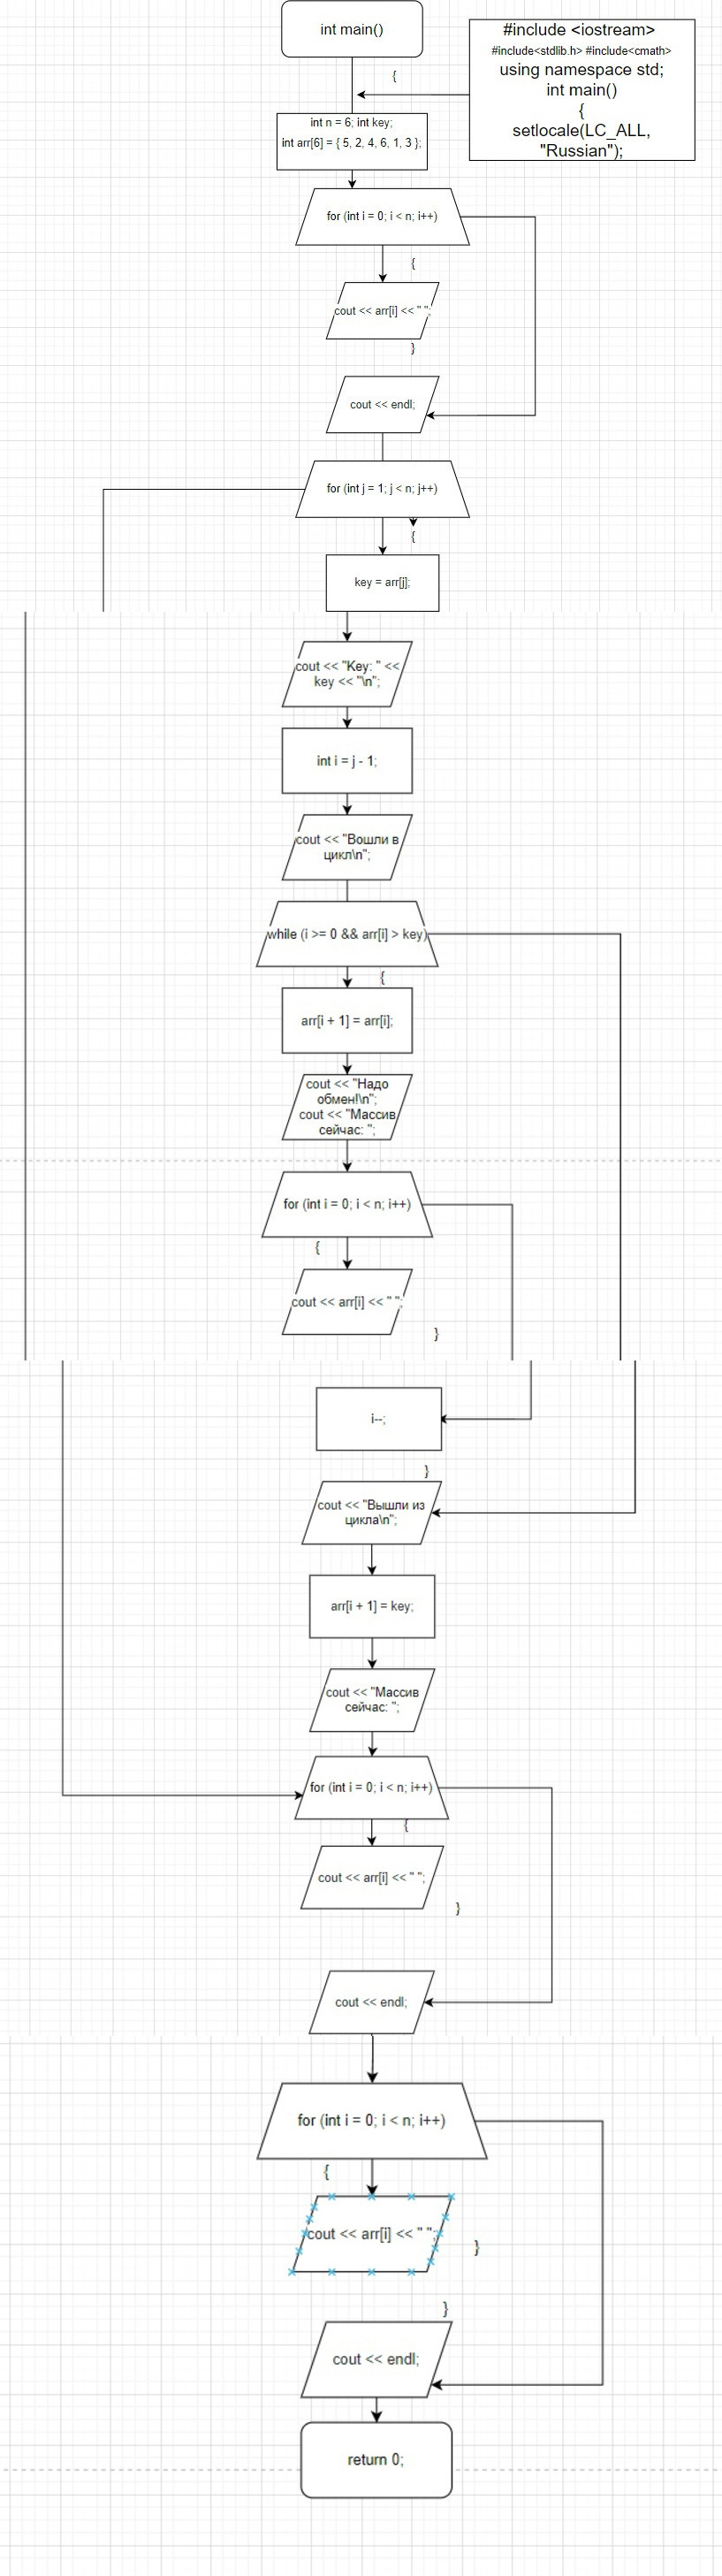 int main()
#include <iostream>
#include<stdlib.h> #include<cmath>
using namespace std;
int main()
{
setlocale(LC_ALL,
"Russian");
{
int n = 6; int key;
int arr[6] = { 5, 2, 4, 6, 1, 3 };
for (int i = 0; i < n; i++)
{
cout << arr[i] << " ";
}
cout << endl;
for (int j = 1; j < n; j++)
{
key = arr[j];
cout << "Key: " <<
key << "\n";
int i = j - 1;
cout << "Вошли в
цикл\n";
while (i >= 0 && arr[i] > key)
{
arr[i + 1] = arr[i];
cout << "Надо
обмен!\n";
cout << "Массив
сейчас: ";
for (int i = 0; i < n; i++)
{
cout << arr[i] << " ";
}
i--;
}
cout << "Вышли из
цикла\n";
arr[i + 1] = key;
cout << "Массив
сейчас: ";
for (int i = 0; i < n; i++)
{
cout << arr[i] << " ";
}
cout << endl;
for (int i = 0; i < n; i++)
{
cout << arr[i] << " ";
}
}
cout << endl;
return 0;